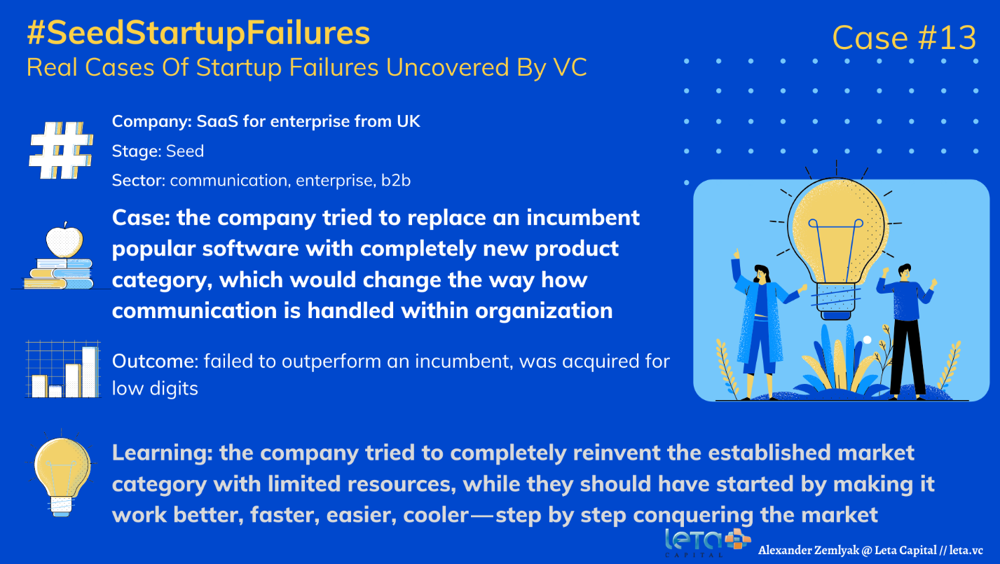 #SeedStartupFailures
Real Cases Of Startup Failures Uncovered By VC
Case #13
Company: SaaS for enterprise from UK
Stage: Seed
Sector: communication, enterprise, b2b
Case: the company tried to replace an incumbent
popular software with completely new product
category, which would change the way how
communication is handled within organization
Outcome: failed to outperform an incumbent, was acquired for
low digits
Learning: the company tried to completely reinvent the established market
category with limited resources, while they should have started by making it
work better, faster, easier, cooler — step by step conquering the market
leta
CAPITAL
Alexander Zemlyak @ Leta Capital // leta.vc